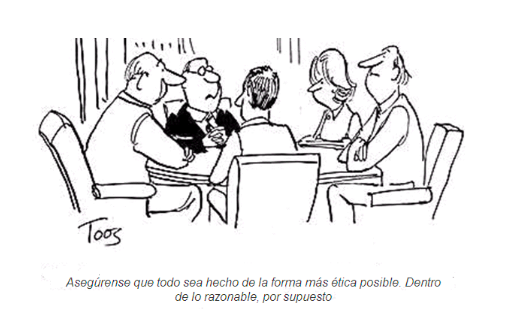 Toos
Asegúrense que todo sea hecho de la forma más ética posible. Dentro
de lo razonable, por supuesto